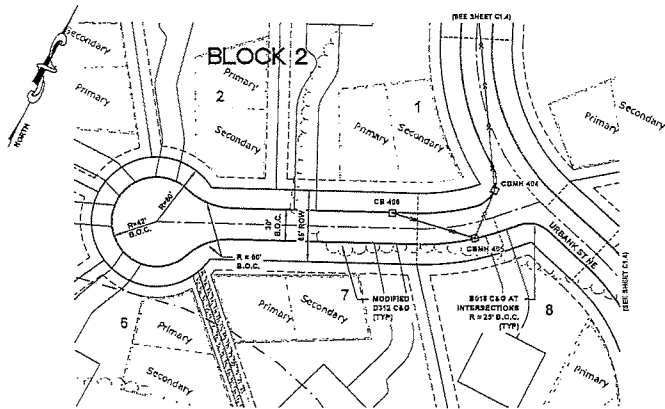 (SEE SHEET C1.4)
BLOCK 2
Secondary
Primary
NORTH
Primary
2
Secondary
1
Primary
Secondary
Primary
Secondary
CBMH 404
CB 406
R=60'
R=42'
B.O.C.
30'
B.O.C.
65' ROW
CBMH 405
URBANK ST NE
(SEE SHEET C1.4)
R = 60'
B.O.C.
7
MODIFIED
D312 C&G
(TYP)
B618 C&G AT
INTERSECTIONS
R = 25' B.O.C.
(TYP)
8
6
Primary
Secondary
Primary
Secondary
Primary
Secondary